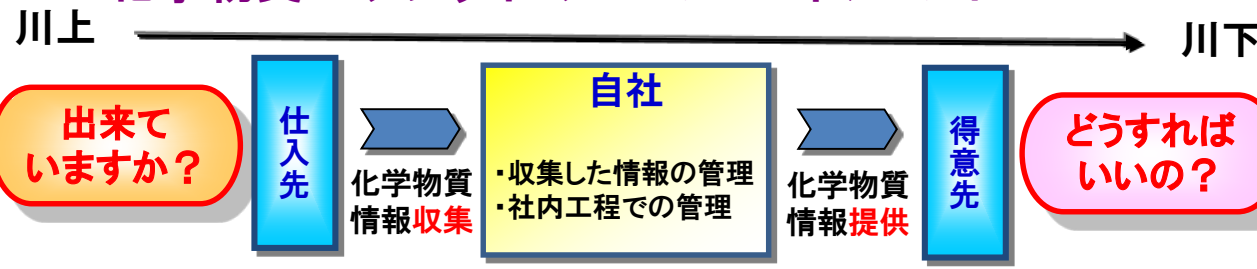 川上
川下
出来て
いますか？
仕入先
化学物質
情報収集
自社
・収集した情報の管理
・社内工程での管理
化学物質
情報提供
得意先
どうすれば
いいの？